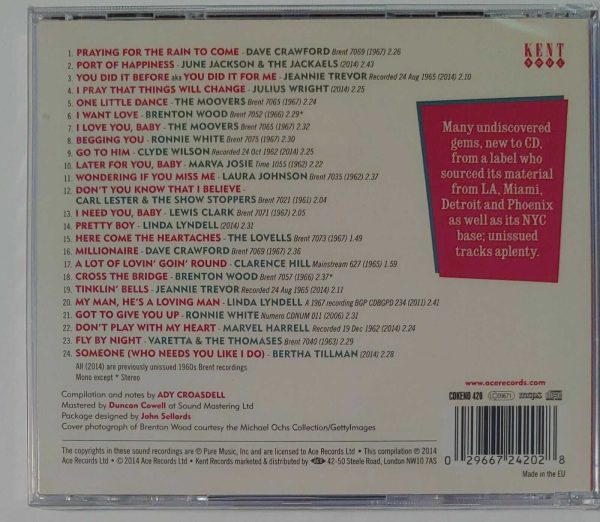 KENT
SOUL
1. PRAYING FOR THE RAIN TO COME - DAVE CRAWFORD Brent 7069 (1967) 2.26
2. PORT OF HAPPINESS - JUNE JACKSON & THE JACKAELS (2014) 2.43
3. YOU DID IT BEFORE aka YOU DID IT FOR ME - JEANNIE TREVOR Recorded 24 Aug 1965 (2014) 2.10
4. I PRAY THAT THINGS WILL CHANGE - JULIUS WRIGHT (2014) 2.25
5. ONE LITTLE DANCE - THE MOOVERS Brent 7065 (1967) 2.24
6. I WANT LOVE - BRENTON WOOD Brent 7052 (1966) 2.29*
7. I LOVE YOU, BABY - THE MOOVERS Brent 7065 (1967) 2.32
8. BEGGING YOU - RONNIE WHITE Brent 7075 (1967) 2.30
9. GO TO HIM - CLYDE WILSON Recorded 24 Oct 1962 (2014) 2.25
10. LATER FOR YOU, BABY - MARVA JOSIE Time 1055 (1962) 2.22
11. WONDERING IF YOU MISS ME - LAURA JOHNSON Brent 7035 (1962) 2.37
12. DON'T YOU KNOW THAT I BELIEVE -
CARL LESTER & THE SHOW STOPPERS Brent 7021 (1961) 2.04
13. I NEED YOU, BABY - LEWIS CLARK Brent 7071 (1967) 2.05
14. PRETTY BOY - LINDA LYNDELL (2014) 2.31
15. HERE COME THE HEARTACHES - THE LOVELLS Brent 7073 (1967) 1.49
16. MILLIONAIRE - DAVE CRAWFORD Brent 7069 (1967) 2.36
17. A LOT OF LOVIN' GOIN' ROUND - CLARENCE HILL Mainstream 627 (1965) 1.59
18. CROSS THE BRIDGE - BRENTON WOOD Brent 7057 (1966) 2.37*
19. TINKLIN' BELLS - JEANNIE TREVOR Recorded 24 Aug 1965 (2014) 2.11
20. MY MAN, HE'S A LOVING MAN - LINDA LYNDELL A 1967 recording BGP CDBGPD 234 (2011) 2.41
21. GOT TO GIVE YOU UP - RONNIE WHITE Numero CDNUM 011 (2006) 2.31
22. DON'T PLAY WITH MY HEART - MARVEL HARRELL Recorded 19 Dec 1962 (2014) 2.24
23. FLY BY NIGHT - VARETTA & THE THOMASES Brent 7040 (1963) 2.29
24. SOMEONE (WHO NEEDS YOU LIKE I DO) - BERTHA TILLMAN (2014) 2.28
All (2014) are previously unissued 1960s Brent recordings
Mono except * Stereo
Many undiscovered
gems, new to CD,
from a label who
sourced its material
from LA, Miami,
Detroit and Phoenix
as well as its NYC
base; unissued
tracks aplenty.
Compilation and notes by ADY CROASDELL
Mastered by Duncan Cowell at Sound Mastering Ltd
Package designed by John Sellards
Cover photograph of Brenton Wood courtesy the Michael Ochs Collection/GettyImages
The copyrights in these sound recordings are ℗ Pure Music, Inc and are licensed to Ace Records Ltd • This compilation ℗ 2014
Ace Records Ltd • © 2014 Ace Records Ltd • Kent Records marketed & distributed by ACE 42-50 Steele Road, London NW10 7AS
www.acerecords.com
CDKEND 420 LC 09671 mcps
0 29667 24202 8
Made in the EU